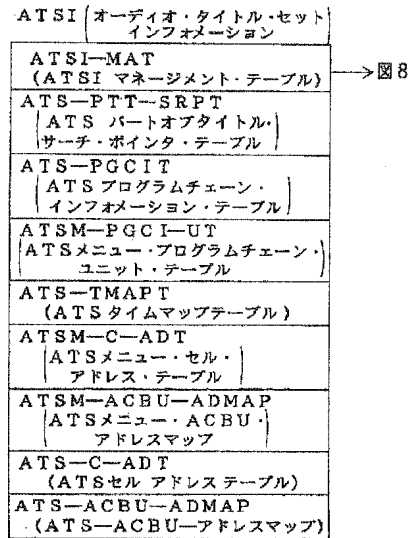 ATSI(オーディオ・タイトル・セット
インフォメーション)
ATSI—MAT
(ATSI マネージメント・テーブル)
→図8
ATS—PTT—SRPT
(ATS パートオブタイトル・
サーチ・ポインタ・テーブル)
ATS—PGCIT
(ATSプログラムチェーン・
インフォメーション・テーブル)
ATSM—PGCI—UT
(ATSメニュー・プログラムチェーン・
ユニット・テーブル)
ATS—TMAPT
(ATSタイムマップテーブル)
ATSM—C—ADT
(ATSメニュー・セル・
アドレス・テーブル)
ATSM—ACBU—ADMAP
(ATSメニュー・ACBU・
アドレスマップ)
ATS—C—ADT
(ATSセル アドレス テーブル)
ATS—ACBU—ADMAP
(ATS—ACBU—アドレスマップ)